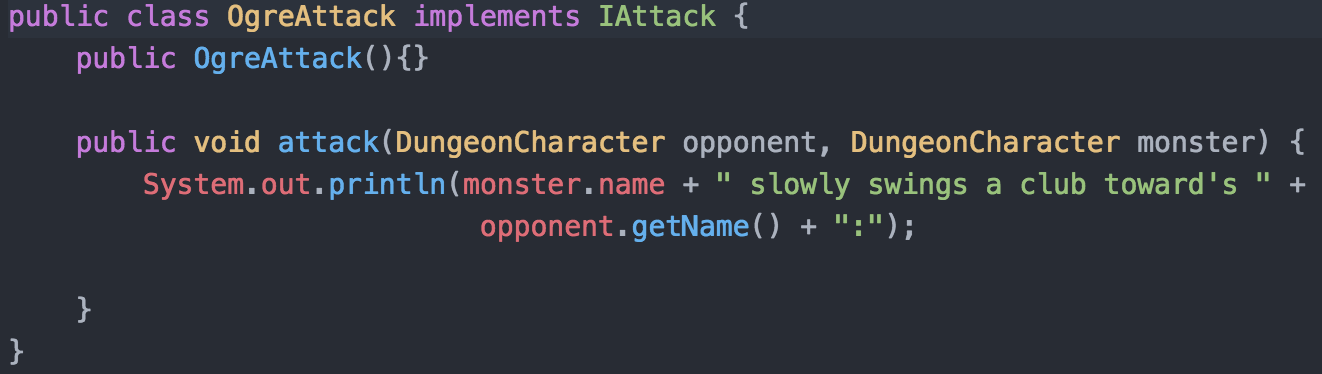 public class OgreAttack implements IAttack {
    public OgreAttack(){}

    public void attack(DungeonCharacter opponent, DungeonCharacter monster) {
        System.out.println(monster.name + " slowly swings a club toward's " +
                            opponent.getName() + ":");

    }
}